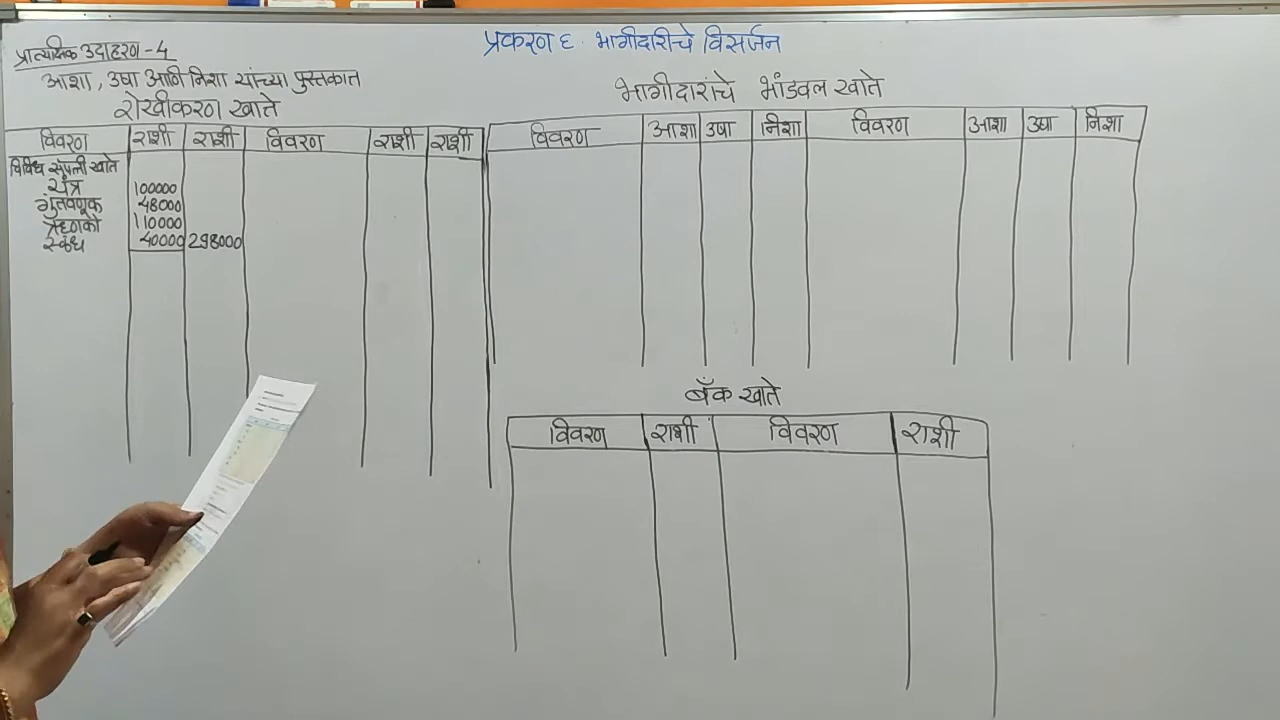 प्रकरण ६. भागीदारीचे विसर्जन
प्रात्यक्षिक उदाहरण - 4
आशा, उषा आणि निशा यांच्या पुस्तकात
रोखीकरण खाते
विवरण राशी राशी विवरण राशी राशी
विविध संपत्ती खाते
यंत्र 100000
गुंतवणूक 48000
ऋणको 110000
स्कंध 40000 298000
भागीदारांचे भांडवल खाते
विवरण आशा उषा निशा विवरण आशा उषा निशा
बँक खाते
विवरण राशी विवरण राशी